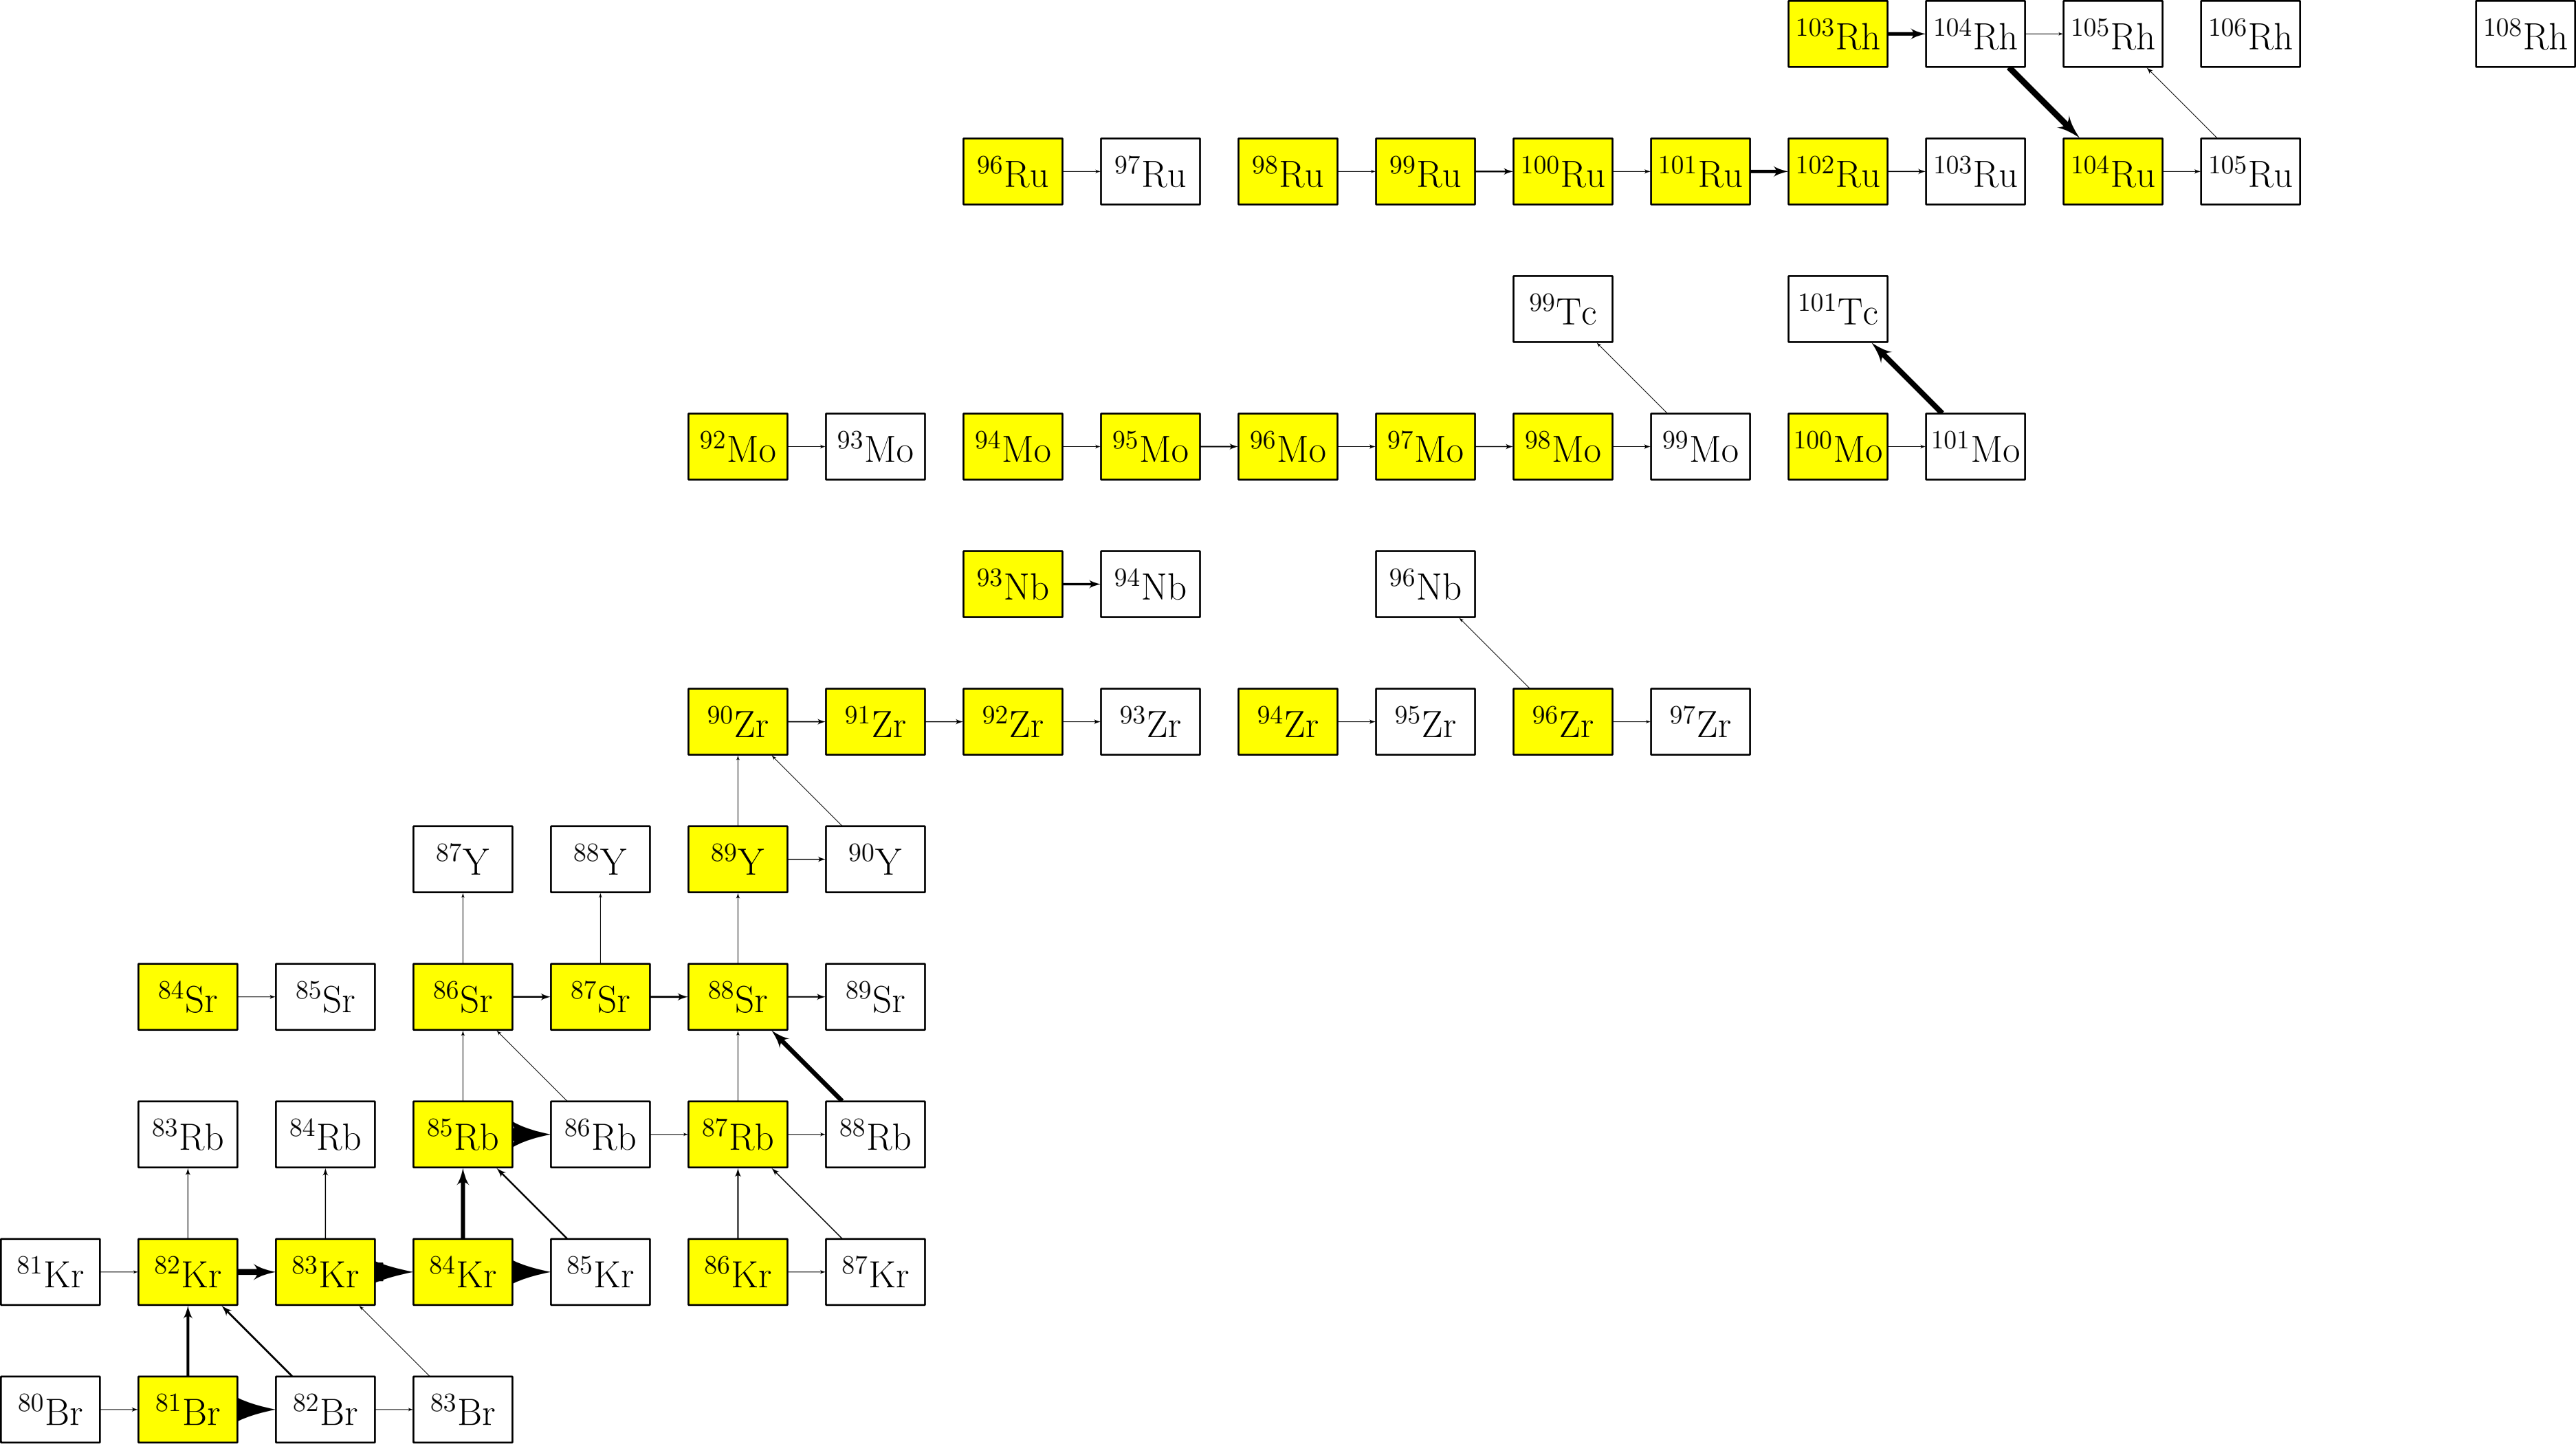 ¹⁰³Rh ¹⁰⁴Rh ¹⁰⁵Rh ¹⁰⁶Rh ¹⁰⁸Rh
⁹⁶Ru ⁹⁷Ru ⁹⁸Ru ⁹⁹Ru ¹⁰⁰Ru ¹⁰¹Ru ¹⁰²Ru ¹⁰³Ru ¹⁰⁴Ru ¹⁰⁵Ru
⁹⁹Tc ¹⁰¹Tc
⁹²Mo ⁹³Mo ⁹⁴Mo ⁹⁵Mo ⁹⁶Mo ⁹⁷Mo ⁹⁸Mo ⁹⁹Mo ¹⁰⁰Mo ¹⁰¹Mo
⁹³Nb ⁹⁴Nb ⁹⁶Nb
⁹⁰Zr ⁹¹Zr ⁹²Zr ⁹³Zr ⁹⁴Zr ⁹⁵Zr ⁹⁶Zr ⁹⁷Zr
⁸⁷Y ⁸⁸Y ⁸⁹Y ⁹⁰Y
⁸⁴Sr ⁸⁵Sr ⁸⁶Sr ⁸⁷Sr ⁸⁸Sr ⁸⁹Sr
⁸³Rb ⁸⁴Rb ⁸⁵Rb ⁸⁶Rb ⁸⁷Rb ⁸⁸Rb
⁸¹Kr ⁸²Kr ⁸³Kr ⁸⁴Kr ⁸⁵Kr ⁸⁶Kr ⁸⁷Kr
⁸⁰Br ⁸¹Br ⁸²Br ⁸³Br